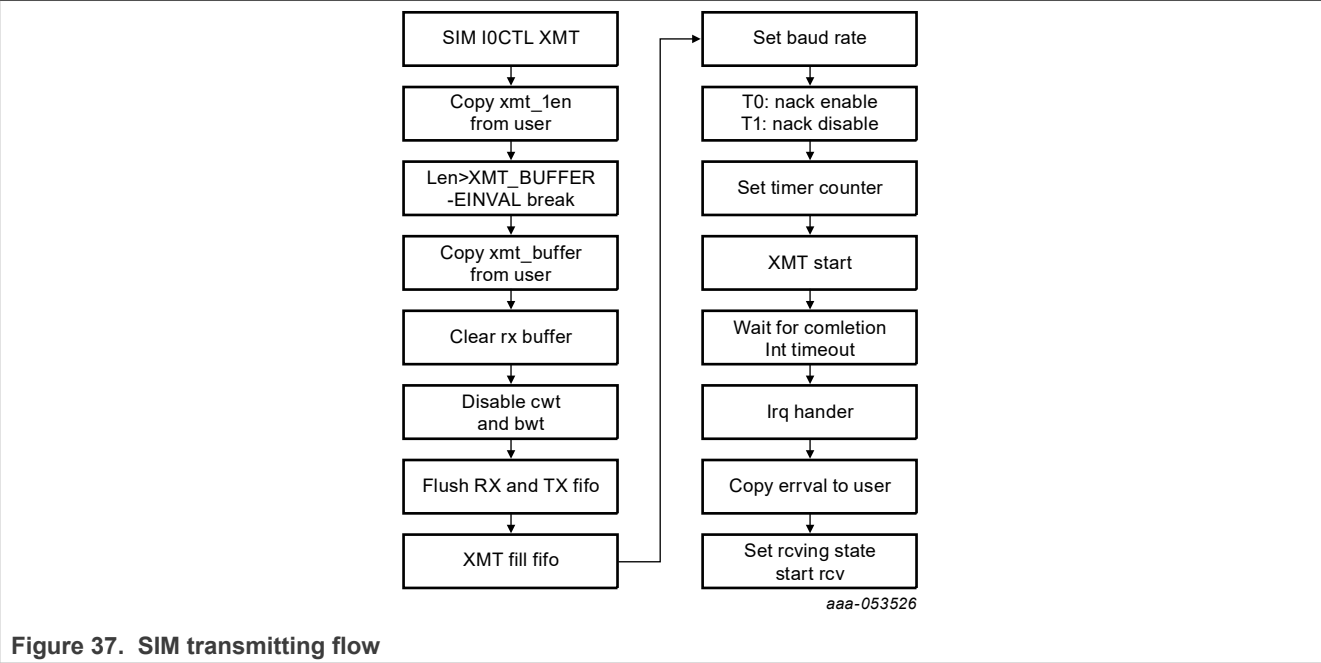 SIM I0CTL XMT
Copy xmt_1en
from user
Len>XMT_BUFFER
-EINVAL break
Copy xmt_buffer
from user
Clear rx buffer
Disable cwt
and bwt
Flush RX and TX fifo
XMT fill fifo
Set baud rate
T0: nack enable
T1: nack disable
Set timer counter
XMT start
Wait for comletion
Int timeout
Irq hander
Copy errval to user
Set rcving state
start rcv
aaa-053526
Figure 37. SIM transmitting flow